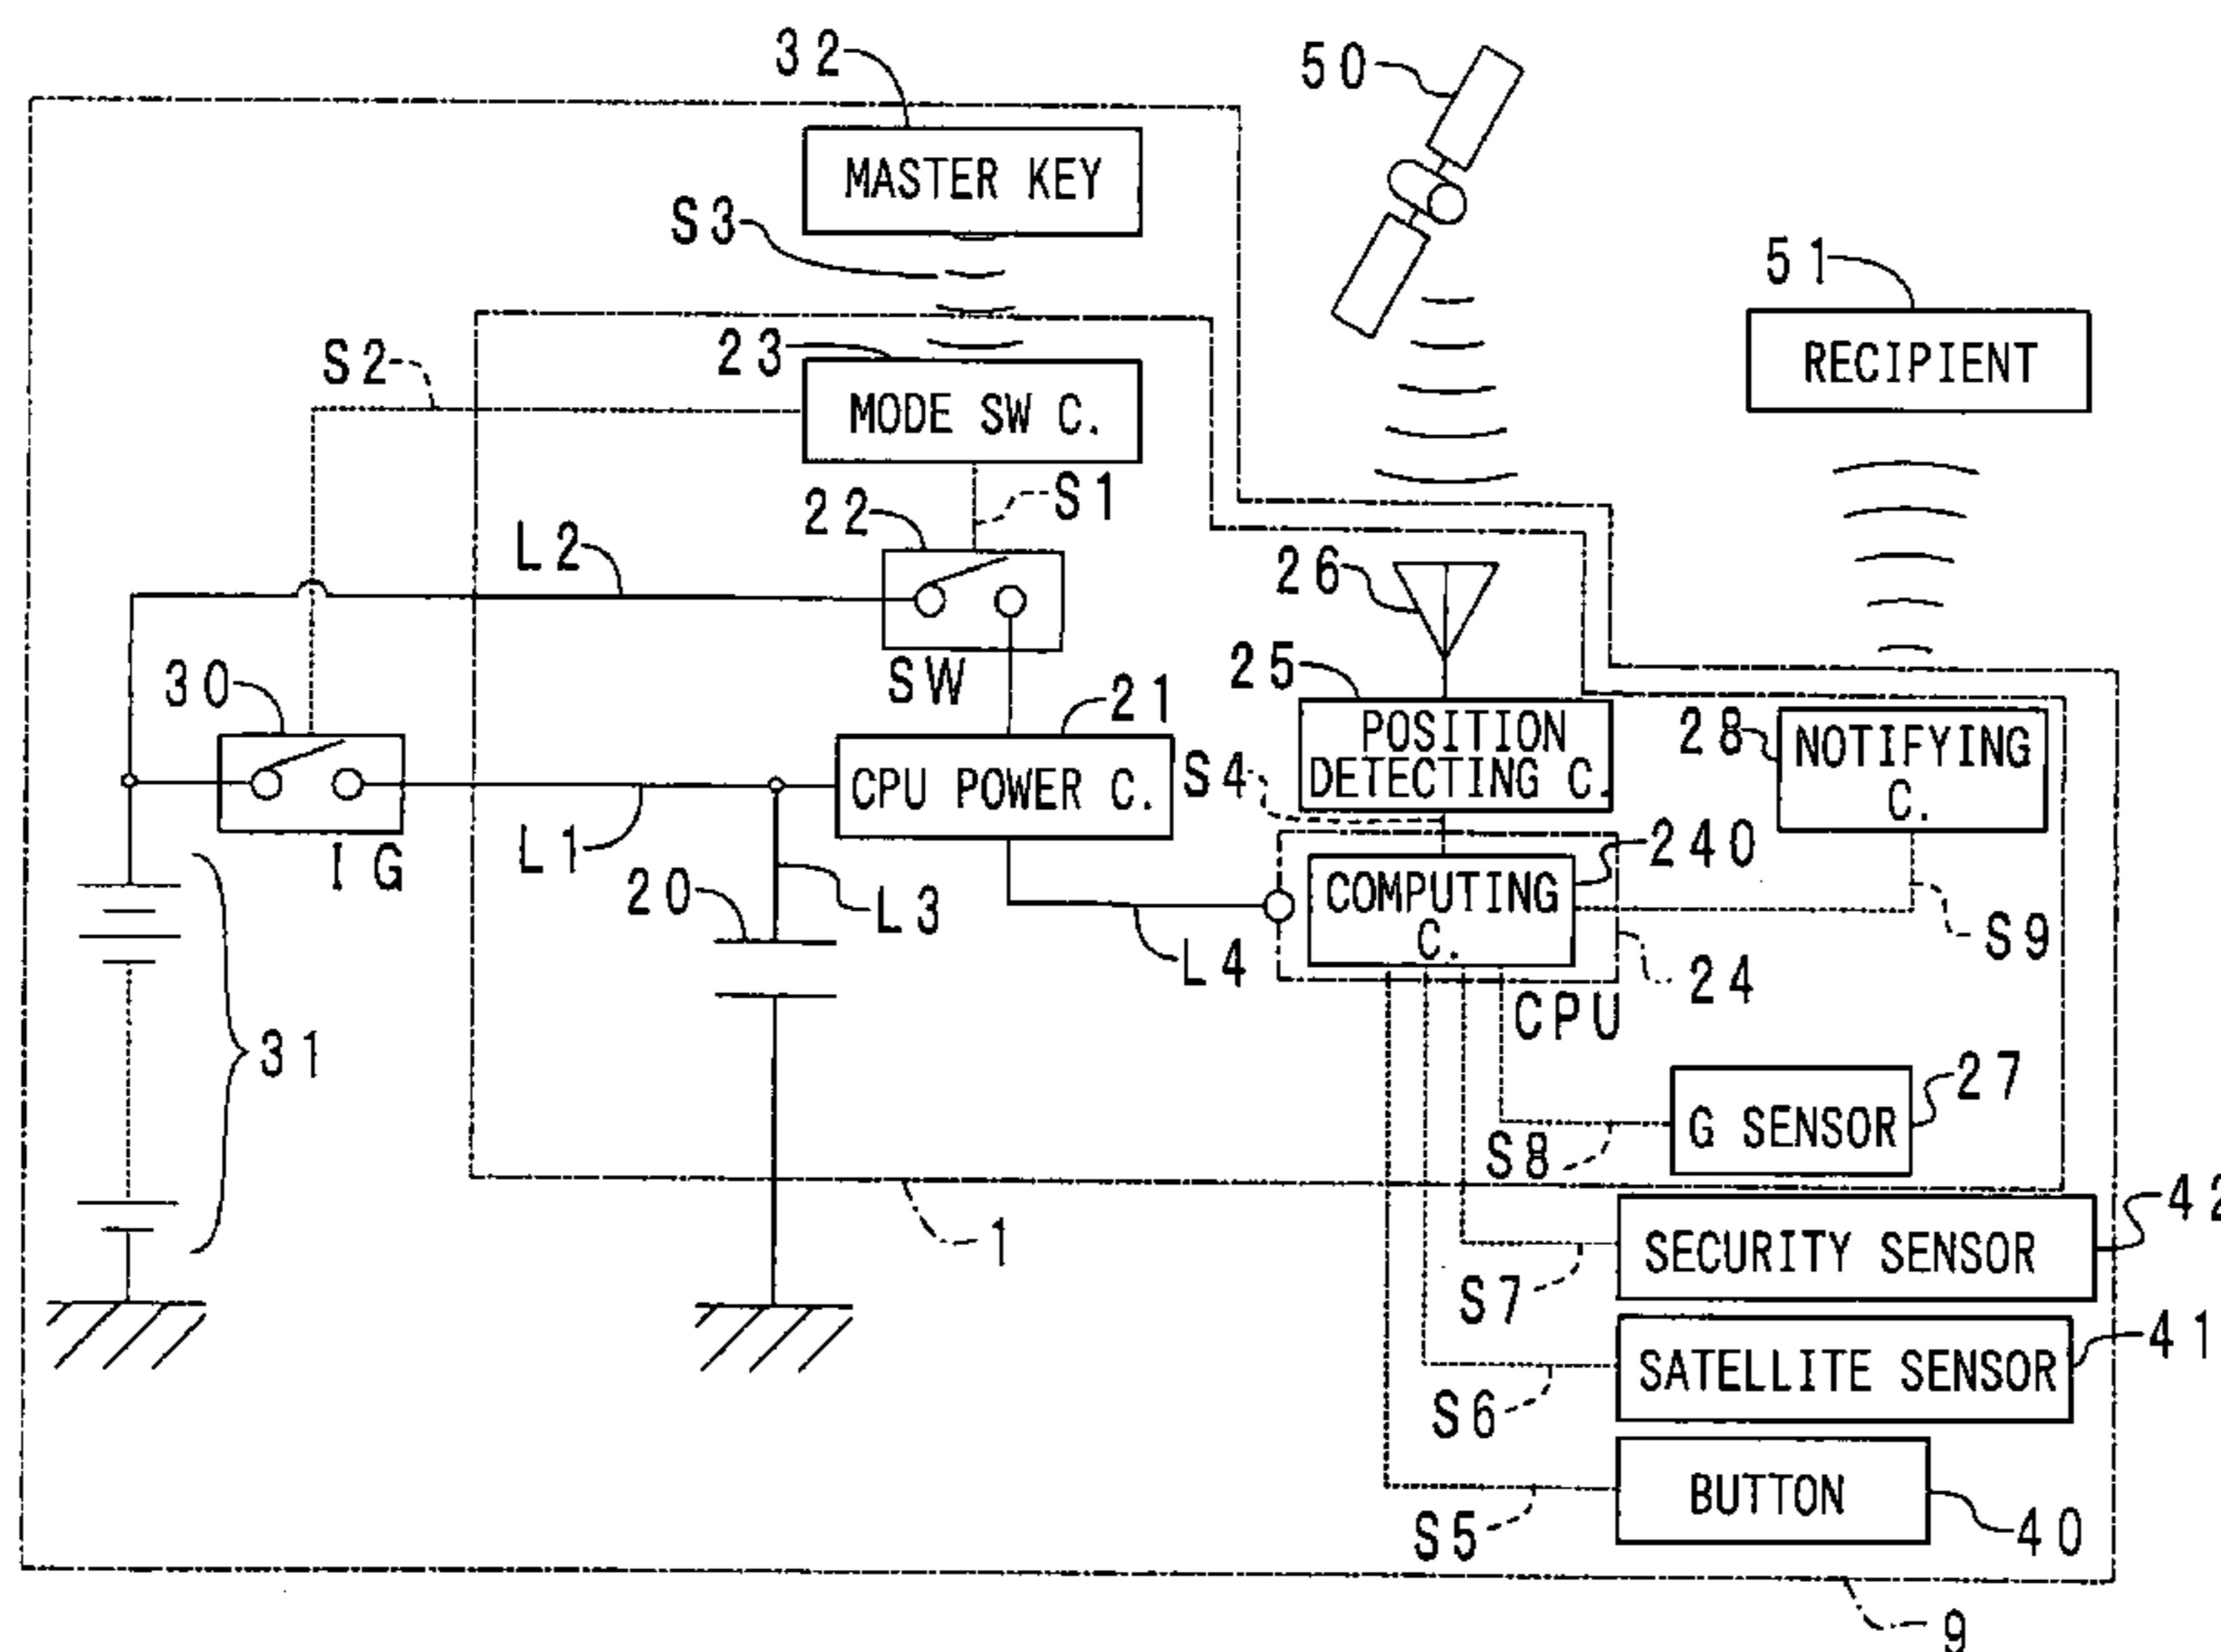 32
50
MASTER KEY
S3
51
S2
23
RECIPIENT
MODE SW C.
S1
22
L2
26
SW
25
30
21
POSITION
DETECTING C.
28
NOTIFYING
C.
S4
CPU POWER C.
L1
IG
240
20
L3
COMPUTING
C.
L4
S9
24
CPU
31
27
G SENSOR
S8
42
1
SECURITY SENSOR
S7
41
SATELLITE SENSOR
S6
BUTTON
S5
40
9